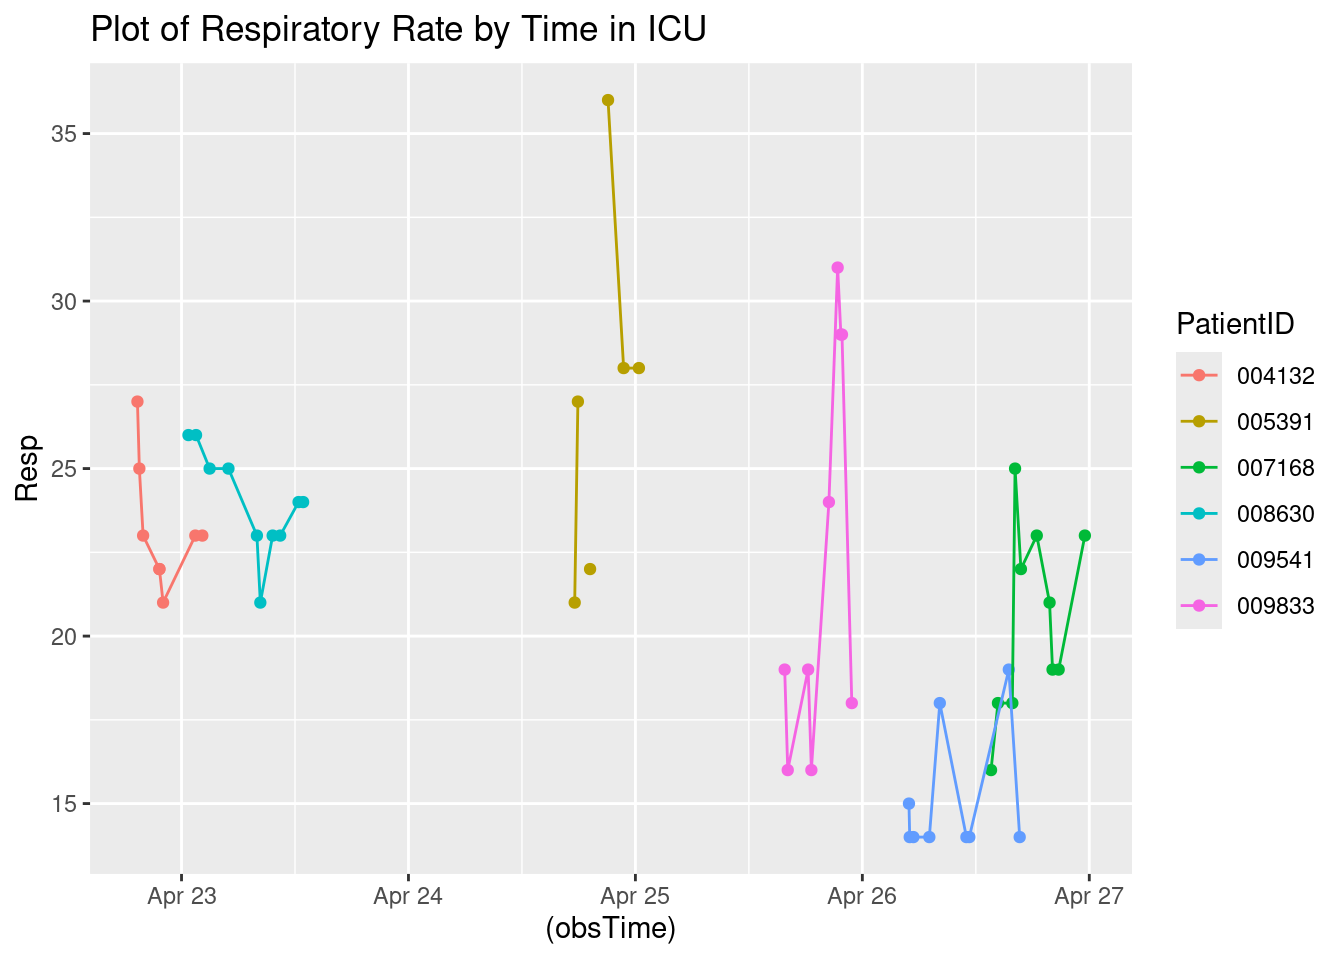 Plot of Respiratory Rate by Time in ICU
Resp
35
30
25
20
15
Apr 23
Apr 24
Apr 25
Apr 26
Apr 27
(obsTime)
PatientID
004132
005391
007168
008630
009541
009833